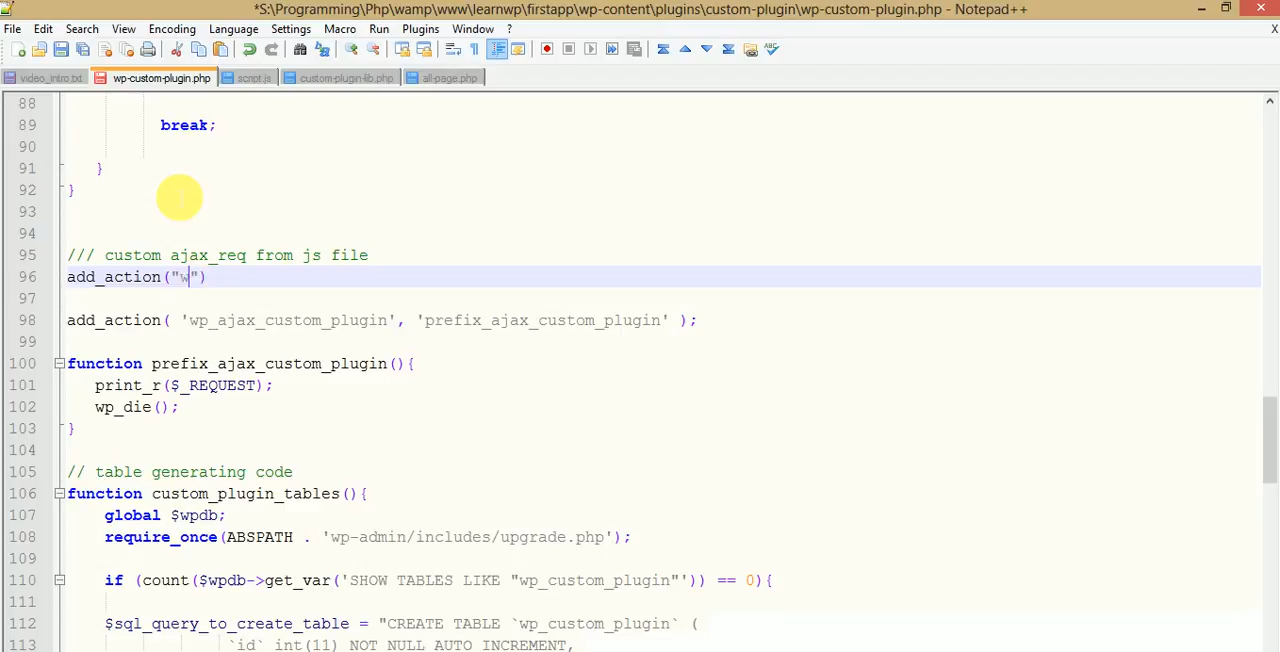 *S:\Programming\Php\wamp\www\learnwp\firstapp\wp-content\plugins\custom-plugin\wp-custom-plugin.php - Notepad++
File Edit Search View Encoding Language Settings Macro Run Plugins Window ? X
video_intro.txt wp-custom-plugin.php script.js custom-plugin-lib.php all-page.php
88
89 break;
90
91 }
92 }
93
94
95 /// custom ajax_req from js file
96 add_action("w")
97
98 add_action( 'wp_ajax_custom_plugin', 'prefix_ajax_custom_plugin' );
99
100 function prefix_ajax_custom_plugin(){
101 print_r($_REQUEST);
102 wp_die();
103 }
104
105 // table generating code
106 function custom_plugin_tables(){
107 global $wpdb;
108 require_once(ABSPATH . 'wp-admin/includes/upgrade.php');
109
110 if (count($wpdb->get_var('SHOW TABLES LIKE "wp_custom_plugin"')) == 0){
111
112 $sql_query_to_create_table = "CREATE TABLE `wp_custom_plugin` (
113 `id` int(11) NOT NULL AUTO_INCREMENT,